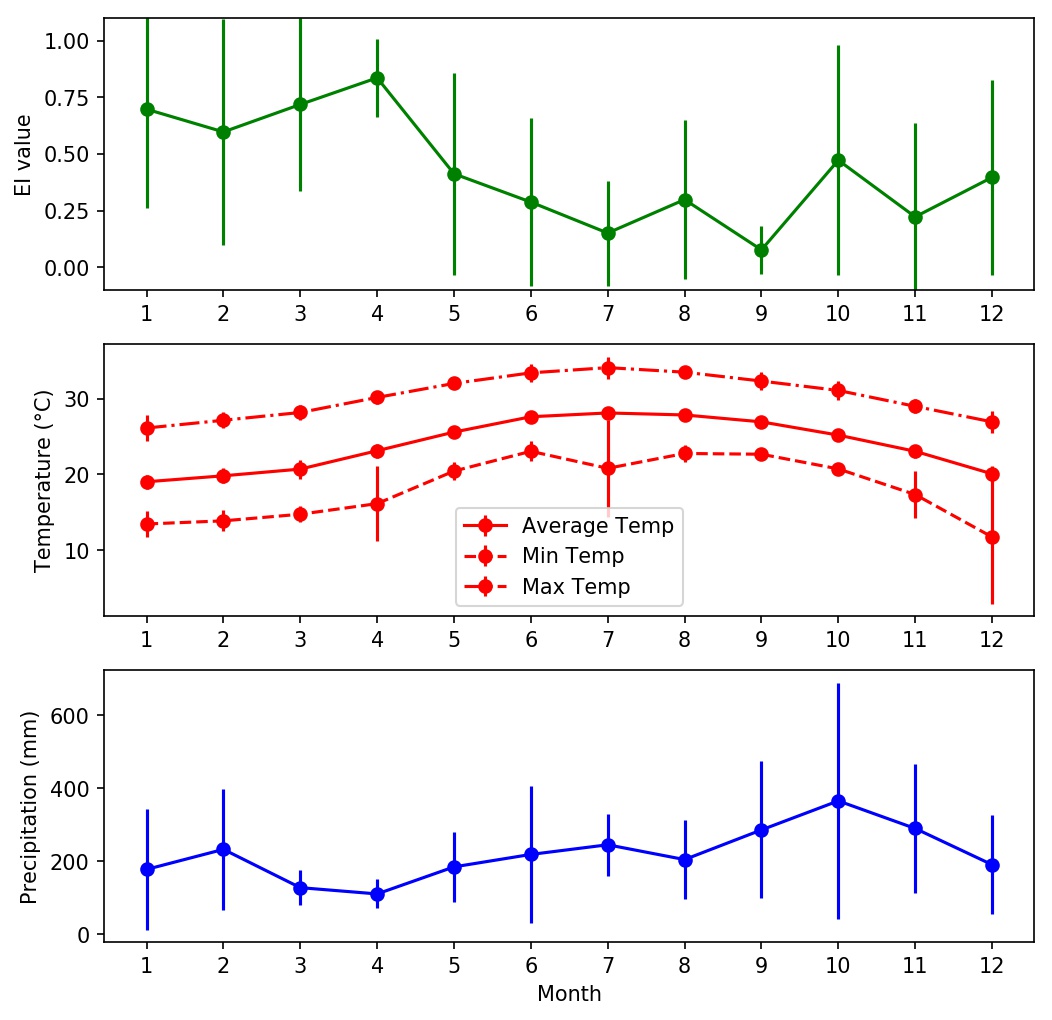 EI value
1.00
0.75
0.50
0.25
0.00
1 2 3 4 5 6 7 8 9 10 11 12
Temperature (°C)
30
20
10
Average Temp
Min Temp
Max Temp
1 2 3 4 5 6 7 8 9 10 11 12
Precipitation (mm)
600
400
200
0
1 2 3 4 5 6 7 8 9 10 11 12
Month